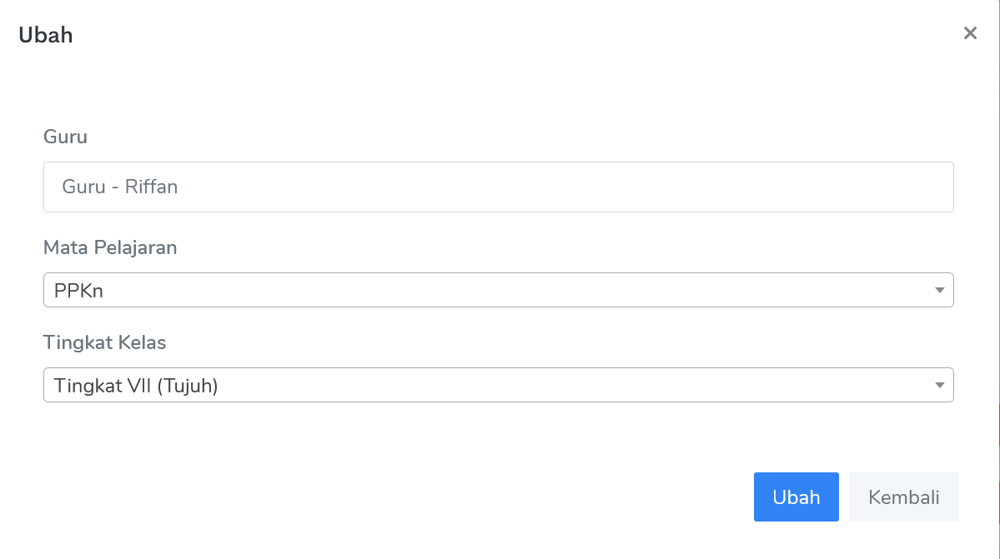 Ubah
Guru
Guru - Riffan
Mata Pelajaran
PPKn
Tingkat Kelas
Tingkat VII (Tujuh)
Ubah
Kembali